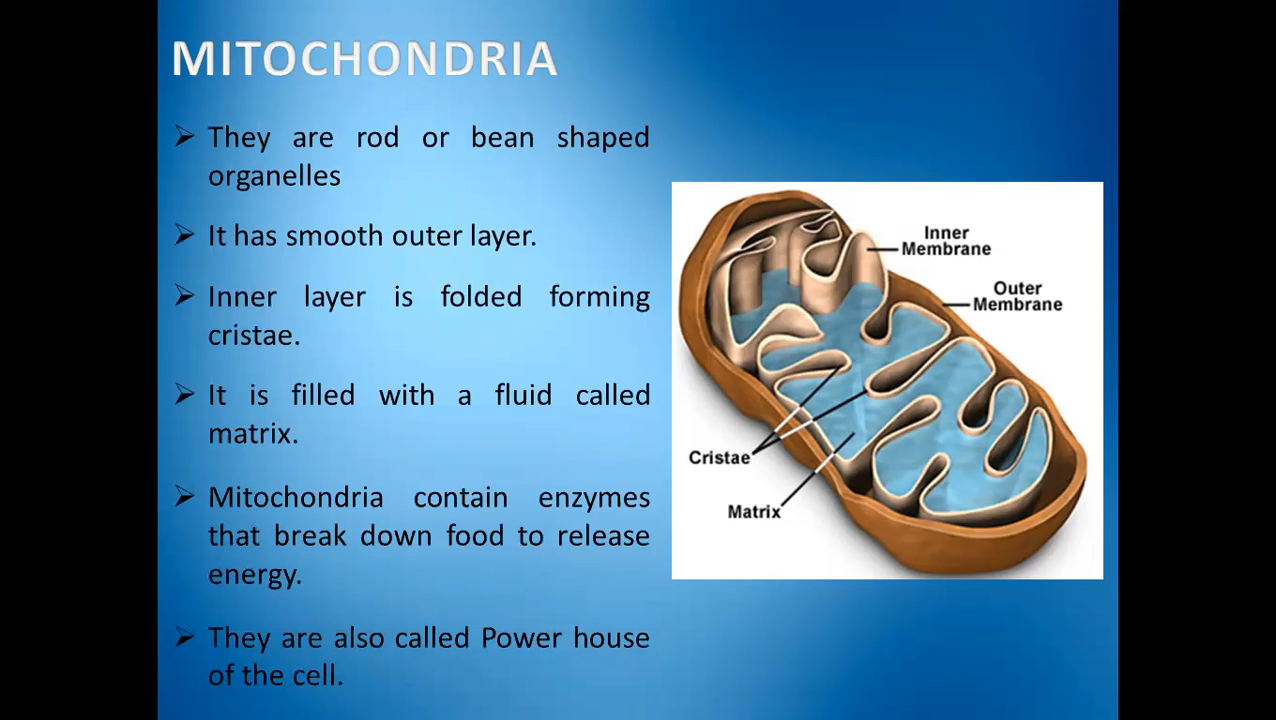 MITOCHONDRIA
➢ They are rod or bean shaped
organelles
➢ It has smooth outer layer.
➢ Inner layer is folded forming
cristae.
➢ It is filled with a fluid called
matrix.
➢ Mitochondria contain enzymes
that break down food to release
energy.
➢ They are also called Power house
of the cell.
Inner
Membrane
Outer
Membrane
Cristae
Matrix